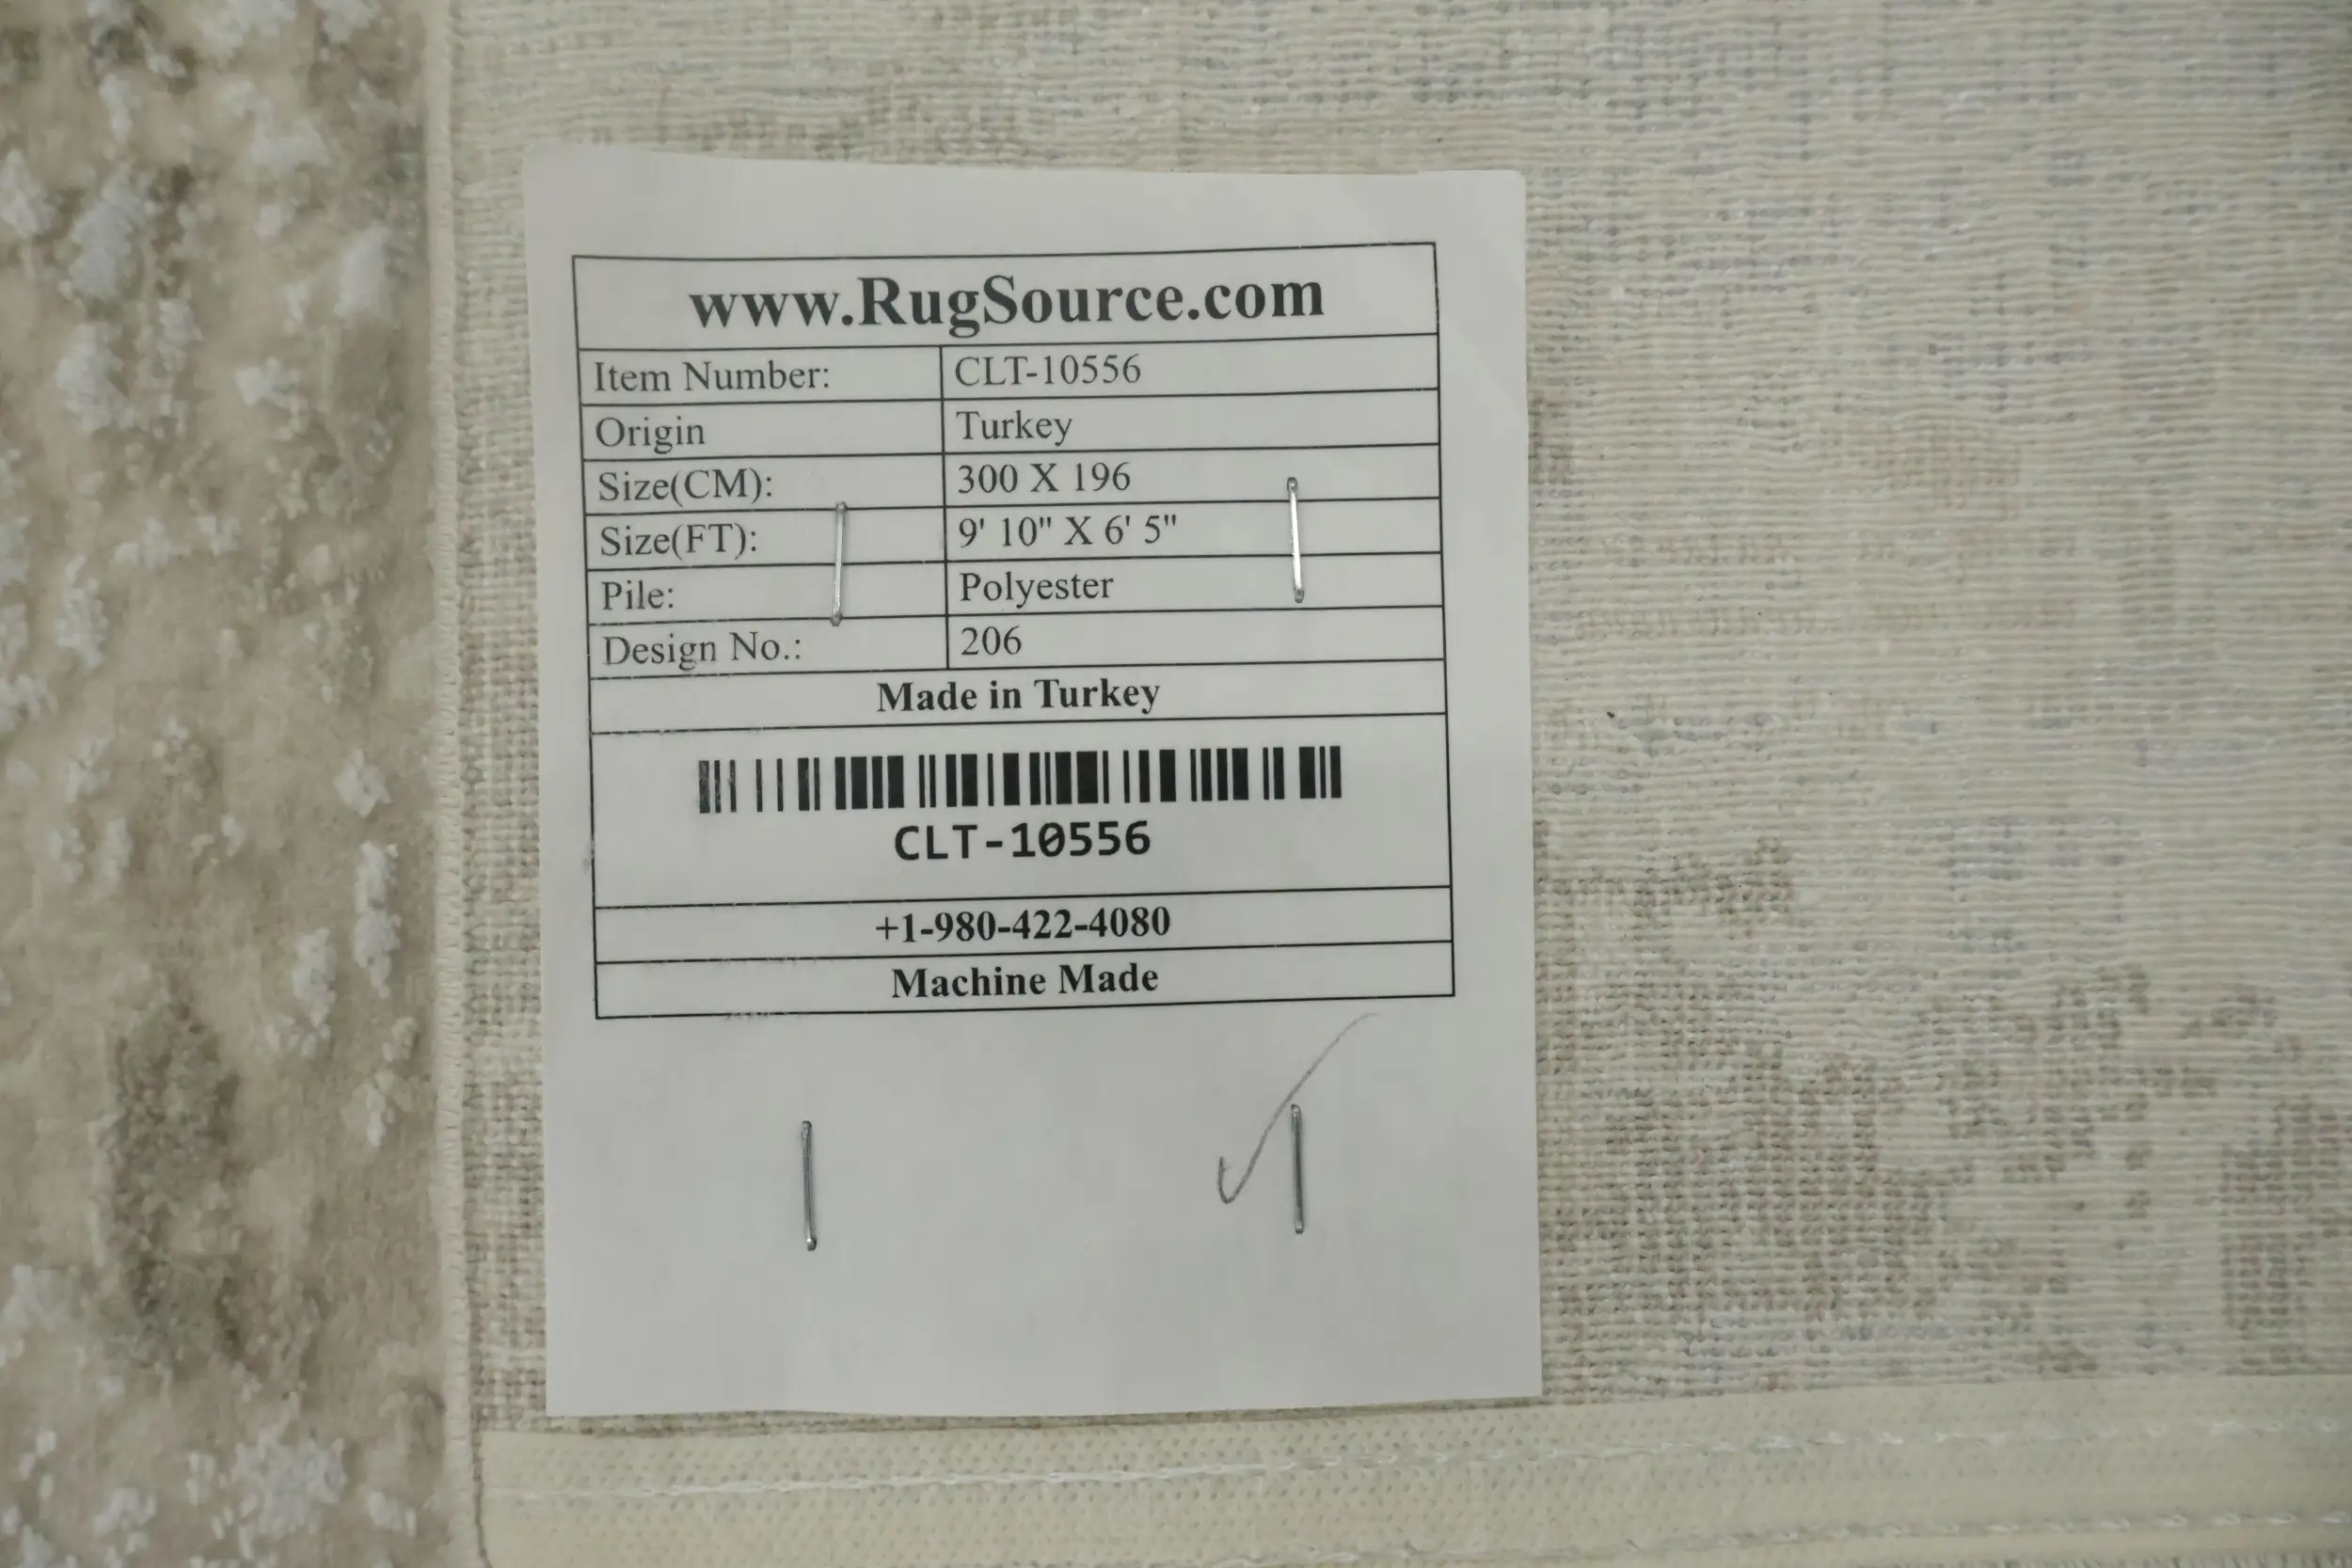 www.RugSource.com
Item Number: CLT-10556
Origin Turkey
Size(CM): 300 X 196
Size(FT): 9' 10" X 6' 5"
Pile: Polyester
Design No.: 206
Made in Turkey
CLT-10556
+1-980-422-4080
Machine Made